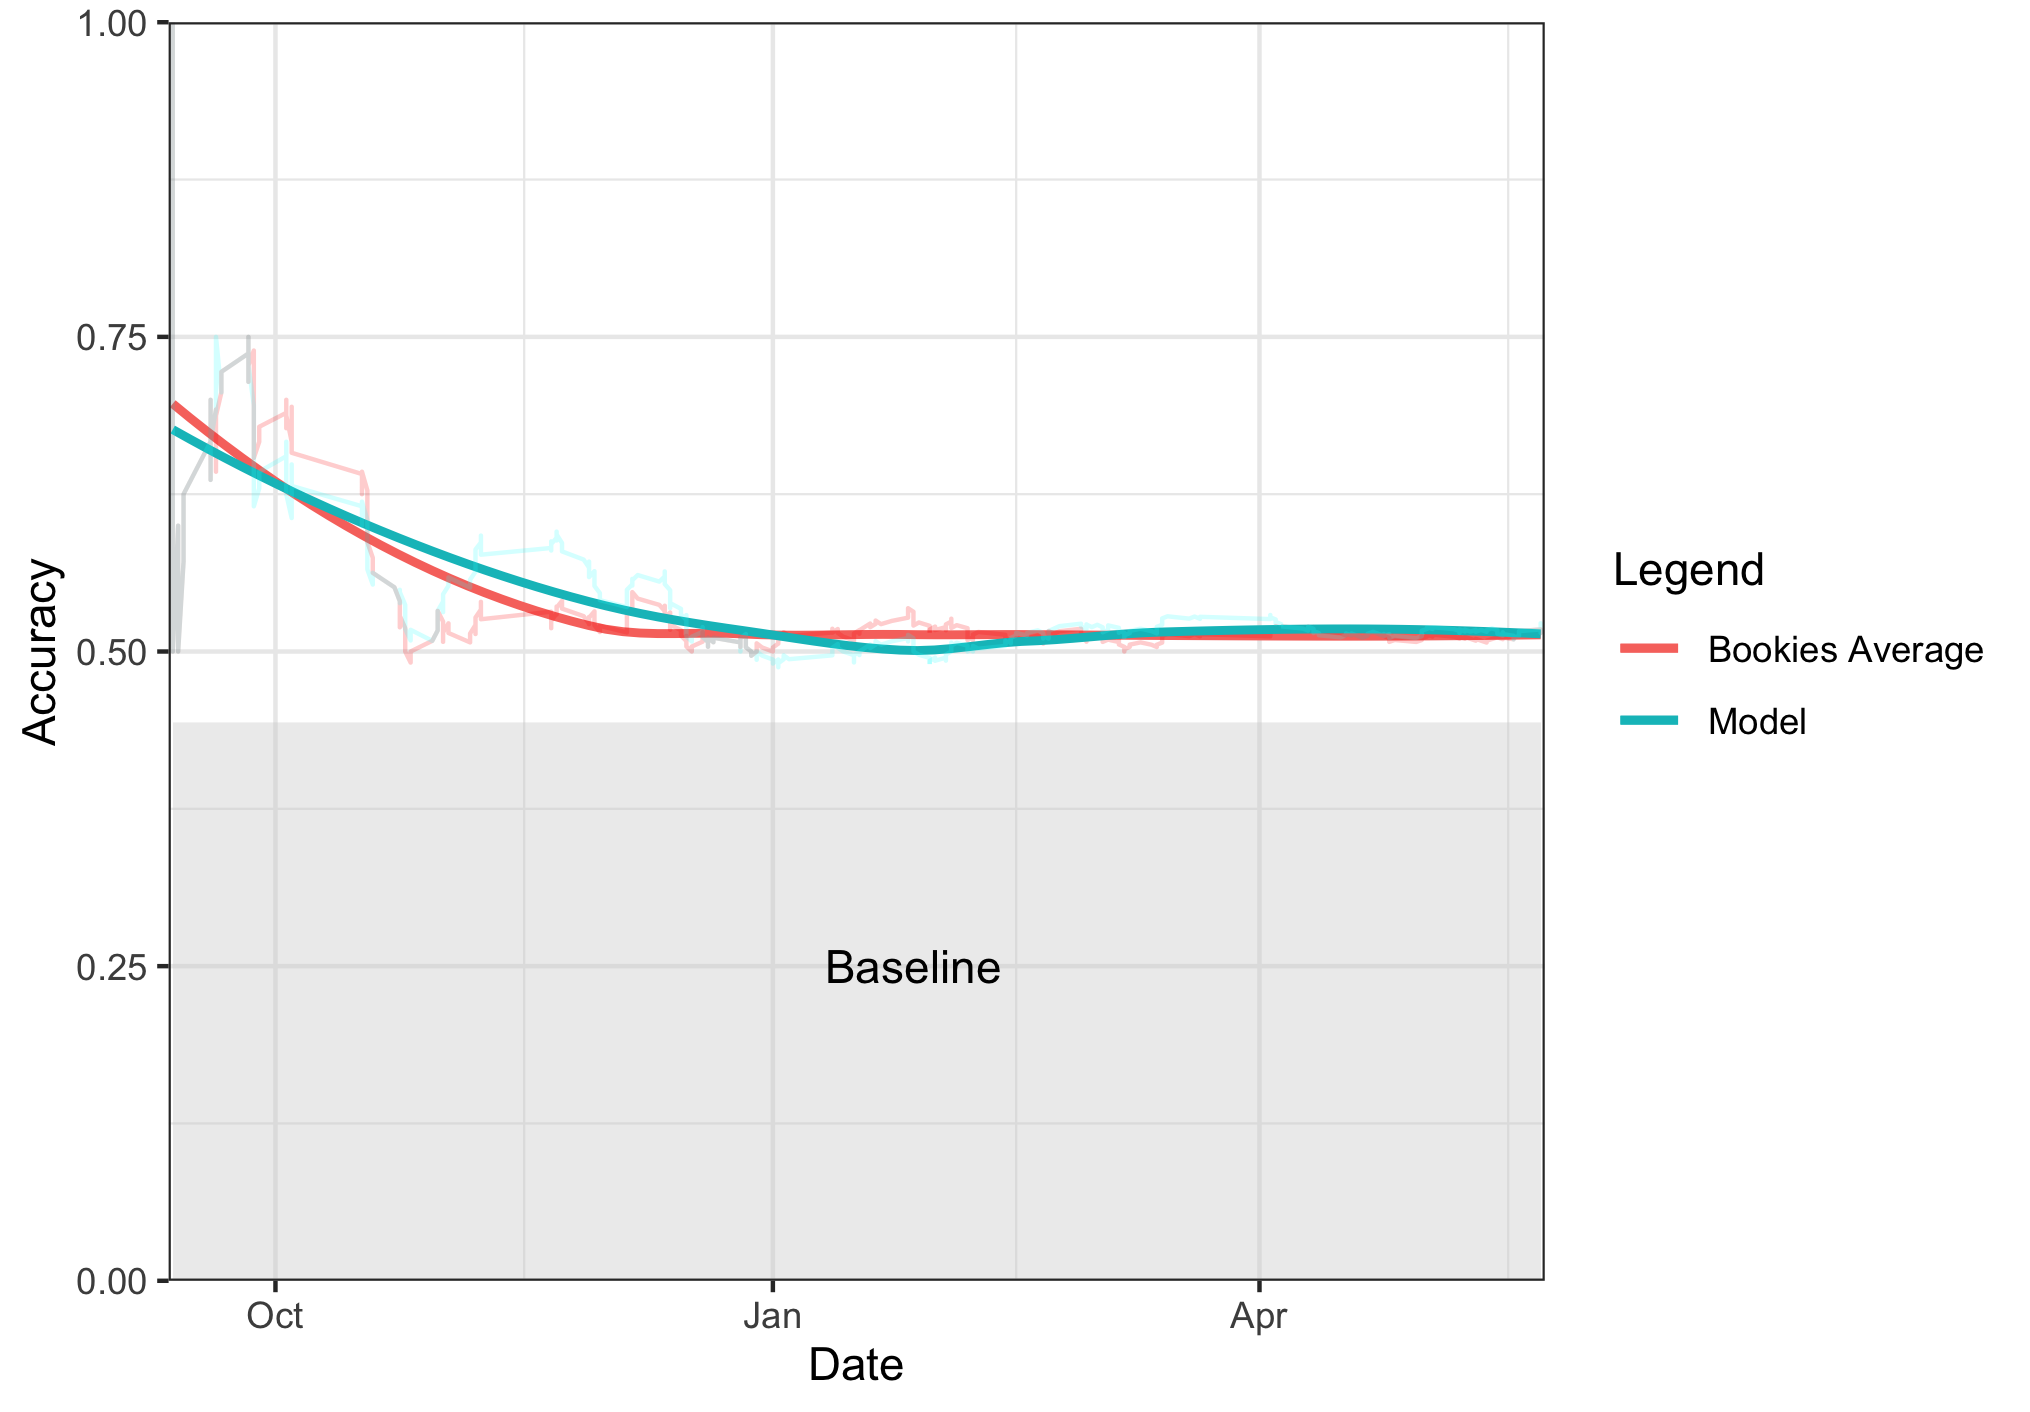 1.00
0.75
0.50
0.25
0.00
Accuracy
Baseline
Oct
Jan
Apr
Date
Legend
Bookies Average
Model